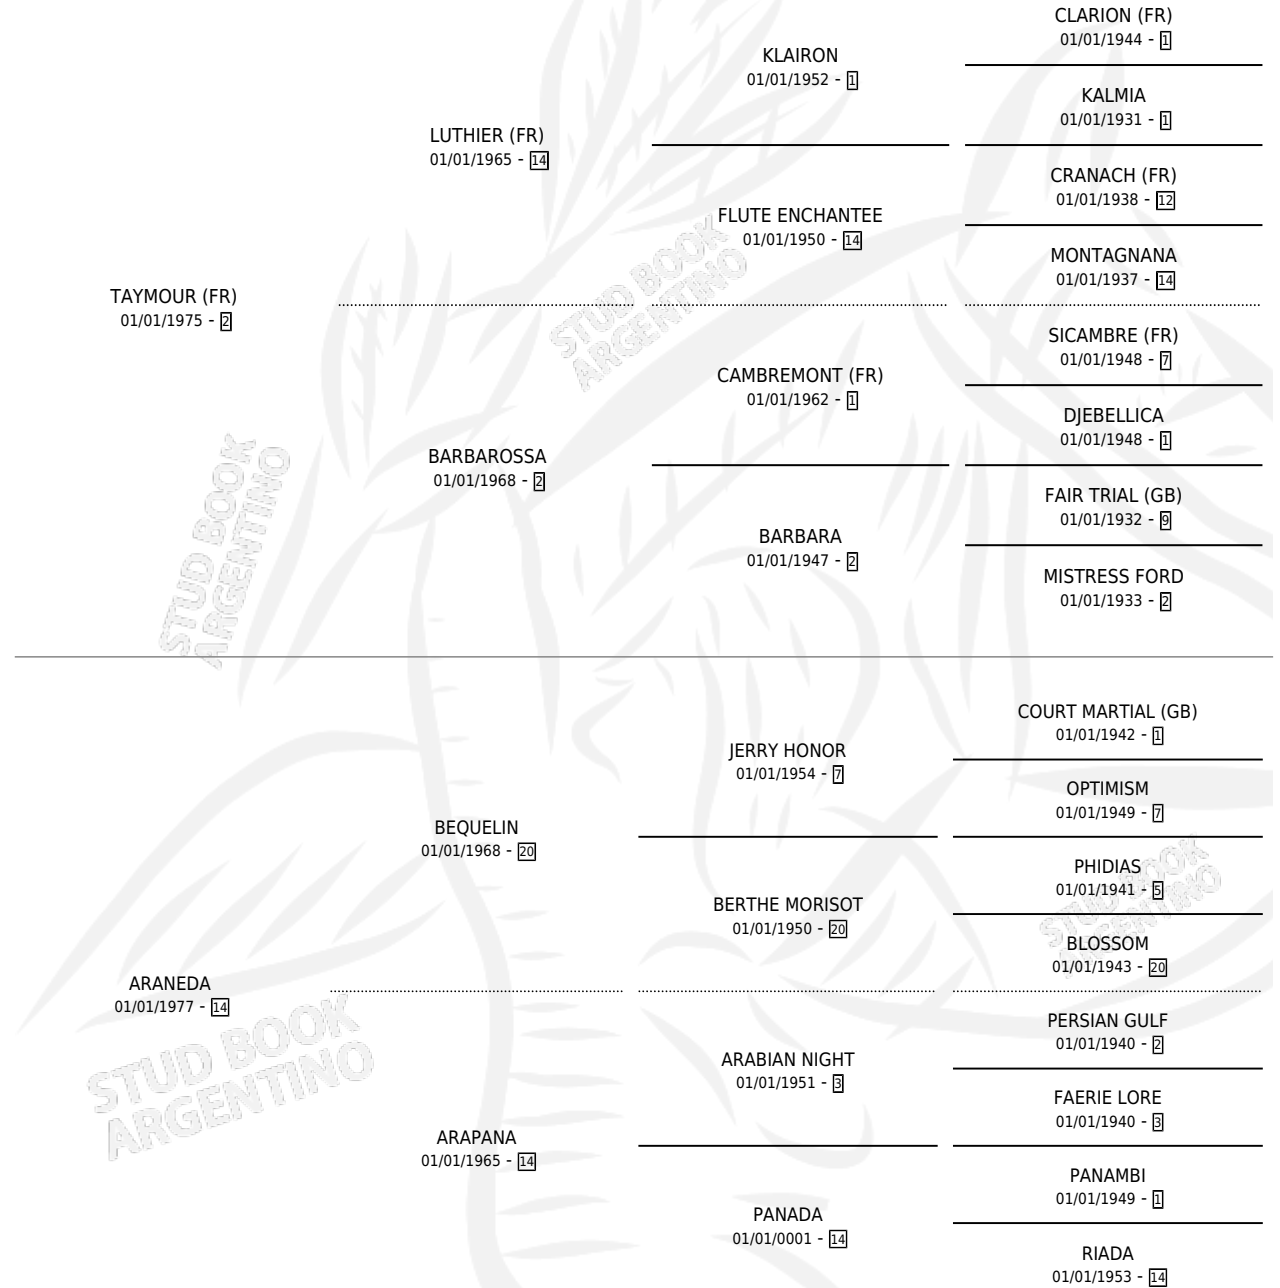 CLARION (FR)
01/01/1944 - 1
KLAIRON
01/01/1952 - 1
KALMIA
01/01/1931 - 1
LUTHIER (FR)
01/01/1965 - 14
CRANACH (FR)
01/01/1938 - 12
FLUTE ENCHANTEE
01/01/1950 - 14
MONTAGNANA
01/01/1937 - 14
TAYMOUR (FR)
01/01/1975 - 2
SICAMBRE (FR)
01/01/1948 - 7
CAMBREMONT (FR)
01/01/1962 - 1
DJEBELLICA
01/01/1948 - 1
BARBAROSSA
01/01/1968 - 2
FAIR TRIAL (GB)
01/01/1932 - 9
BARBARA
01/01/1947 - 2
MISTRESS FORD
01/01/1933 - 2
COURT MARTIAL (GB)
01/01/1942 - 1
JERRY HONOR
01/01/1954 - 7
OPTIMISM
01/01/1949 - 7
BEQUELIN
01/01/1968 - 20
PHIDIAS
01/01/1941 - 5
BERTHE MORISOT
01/01/1950 - 20
BLOSSOM
01/01/1943 - 20
ARANEDA
01/01/1977 - 14
PERSIAN GULF
01/01/1940 - 2
ARABIAN NIGHT
01/01/1951 - 3
FAERIE LORE
01/01/1940 - 3
ARAPANA
01/01/1965 - 14
PANAMBI
01/01/1949 - 1
PANADA
01/01/0001 - 14
RIADA
01/01/1953 - 14
STUD BOOK
ARGENTINO
STUD BOOK
ARGENTINO
STUD BOOK
ARGENTINO
STUD BOOK
ARGENTINO